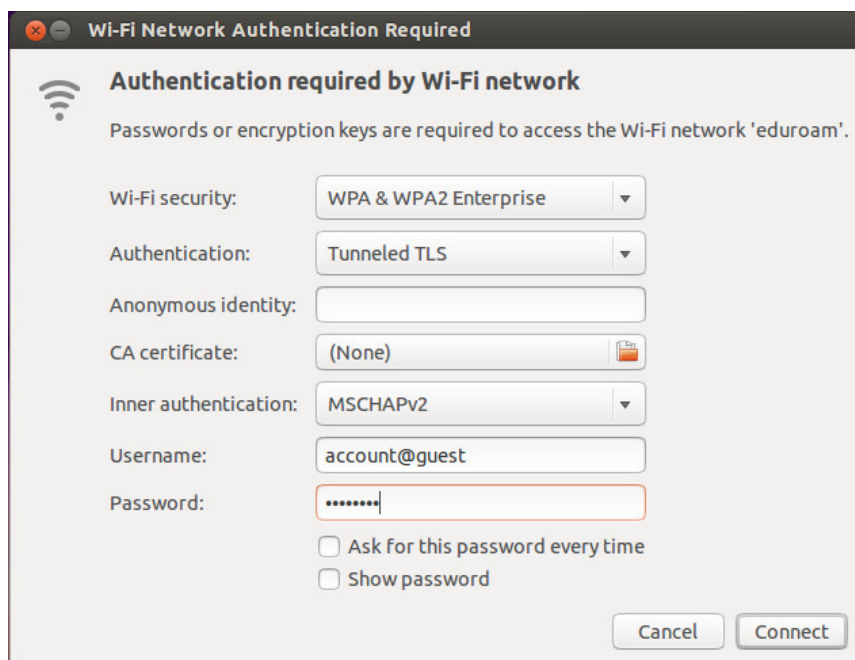 Wi-Fi Network Authentication Required
Authentication required by Wi-Fi network
Passwords or encryption keys are required to access the Wi-Fi network 'eduroam'.
Wi-Fi security: WPA & WPA2 Enterprise
Authentication: Tunneled TLS
Anonymous identity:
CA certificate: (None)
Inner authentication: MSCHAPv2
Username: account@guest
Password: ••••••••
Ask for this password every time
Show password
Cancel Connect